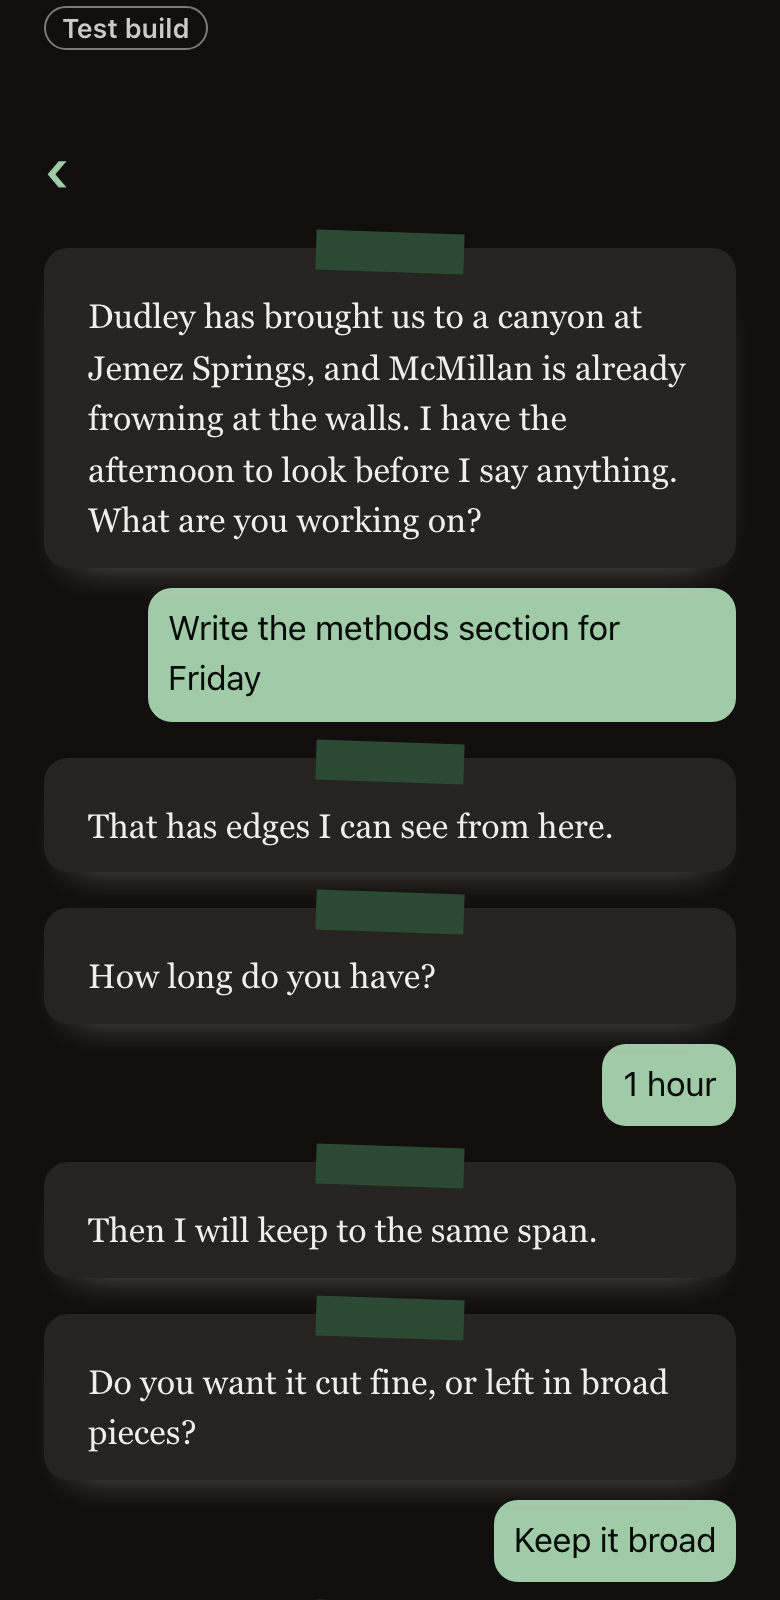 Test build
Dudley has brought us to a canyon at
Jemez Springs, and McMillan is already
frowning at the walls. I have the
afternoon to look before I say anything.
What are you working on?
Write the methods section for
Friday
That has edges I can see from here.
How long do you have?
1 hour
Then I will keep to the same span.
Do you want it cut fine, or left in broad
pieces?
Keep it broad